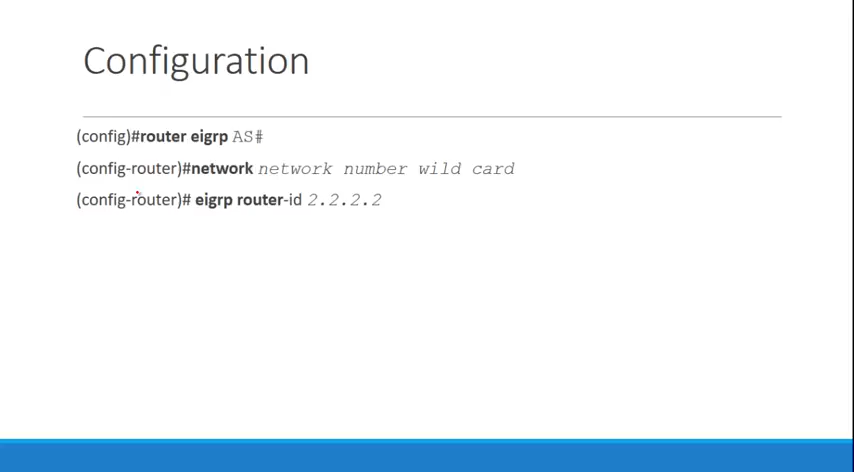 Configuration
(config)#router eigrp AS#
(config-router)#network network number wild card
(config-router)# eigrp router-id 2.2.2.2